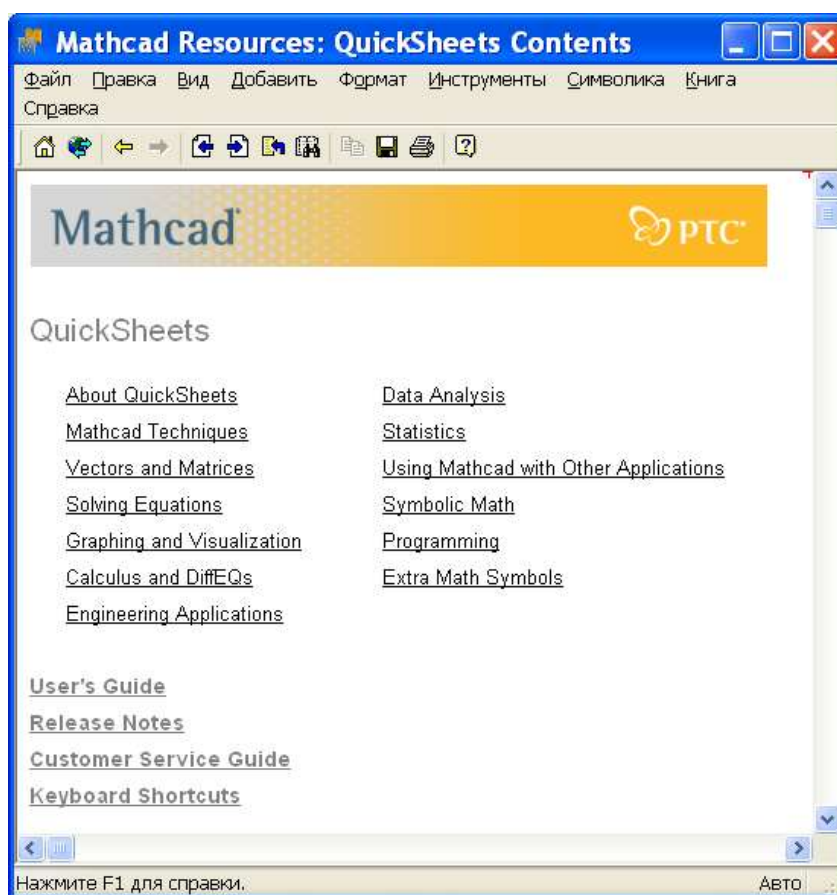 Mathcad Resources: QuickSheets Contents
Файл Правка Вид Добавить Формат Инструменты Символика Книга
Справка
Mathcad PTC
QuickSheets
About QuickSheets
Mathcad Techniques
Vectors and Matrices
Solving Equations
Graphing and Visualization
Calculus and DiffEQs
Engineering Applications
Data Analysis
Statistics
Using Mathcad with Other Applications
Symbolic Math
Programming
Extra Math Symbols
User's Guide
Release Notes
Customer Service Guide
Keyboard Shortcuts
Нажмите F1 для справки. Авто